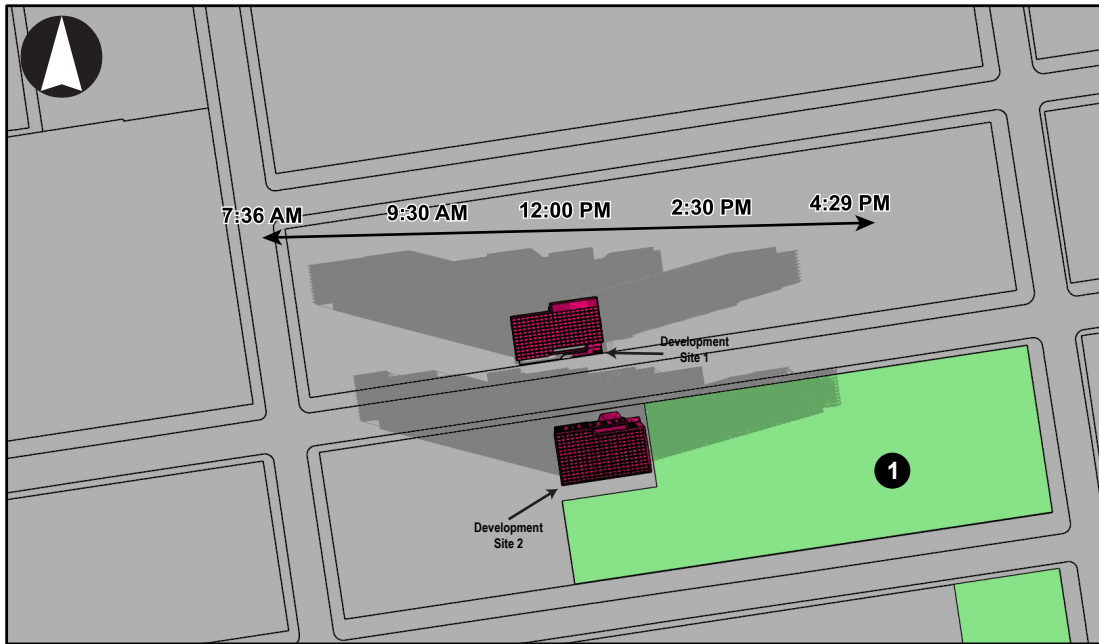 7:36 AM
9:30 AM
12:00 PM
2:30 PM
4:29 PM
Development
Site 1
1
Development
Site 2